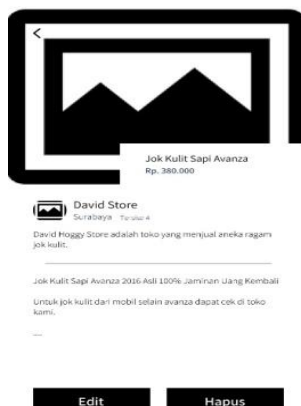 Jok Kulit Sapi Avanza
Rp. 380.000
David Store
Surabaya Tersisa 4
David Hoggy Store adalah toko yang menjual aneka ragam
jok kulit.
Jok Kulit Sapi Avanza 2016 Asli 100% Jaminan Uang Kembali
Untuk jok kulit dari mobil selain avanza dapat cek di toko
kami.
...
Edit
Hapus